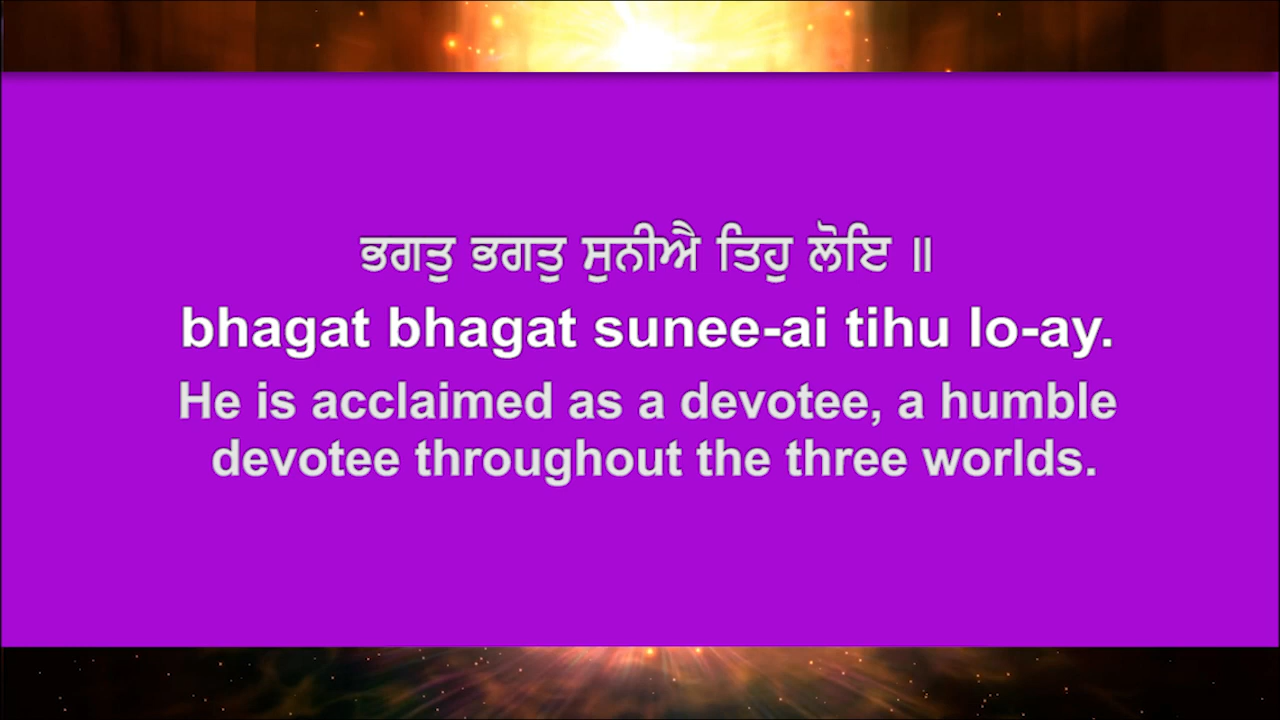 ਭਗਤੁ ਭਗਤੁ ਸੁਨੀਐ ਤਿਹੁ ਲੋਇ ॥
bhagat bhagat sunee-ai tihu lo-ay.
He is acclaimed as a devotee, a humble
devotee throughout the three worlds.